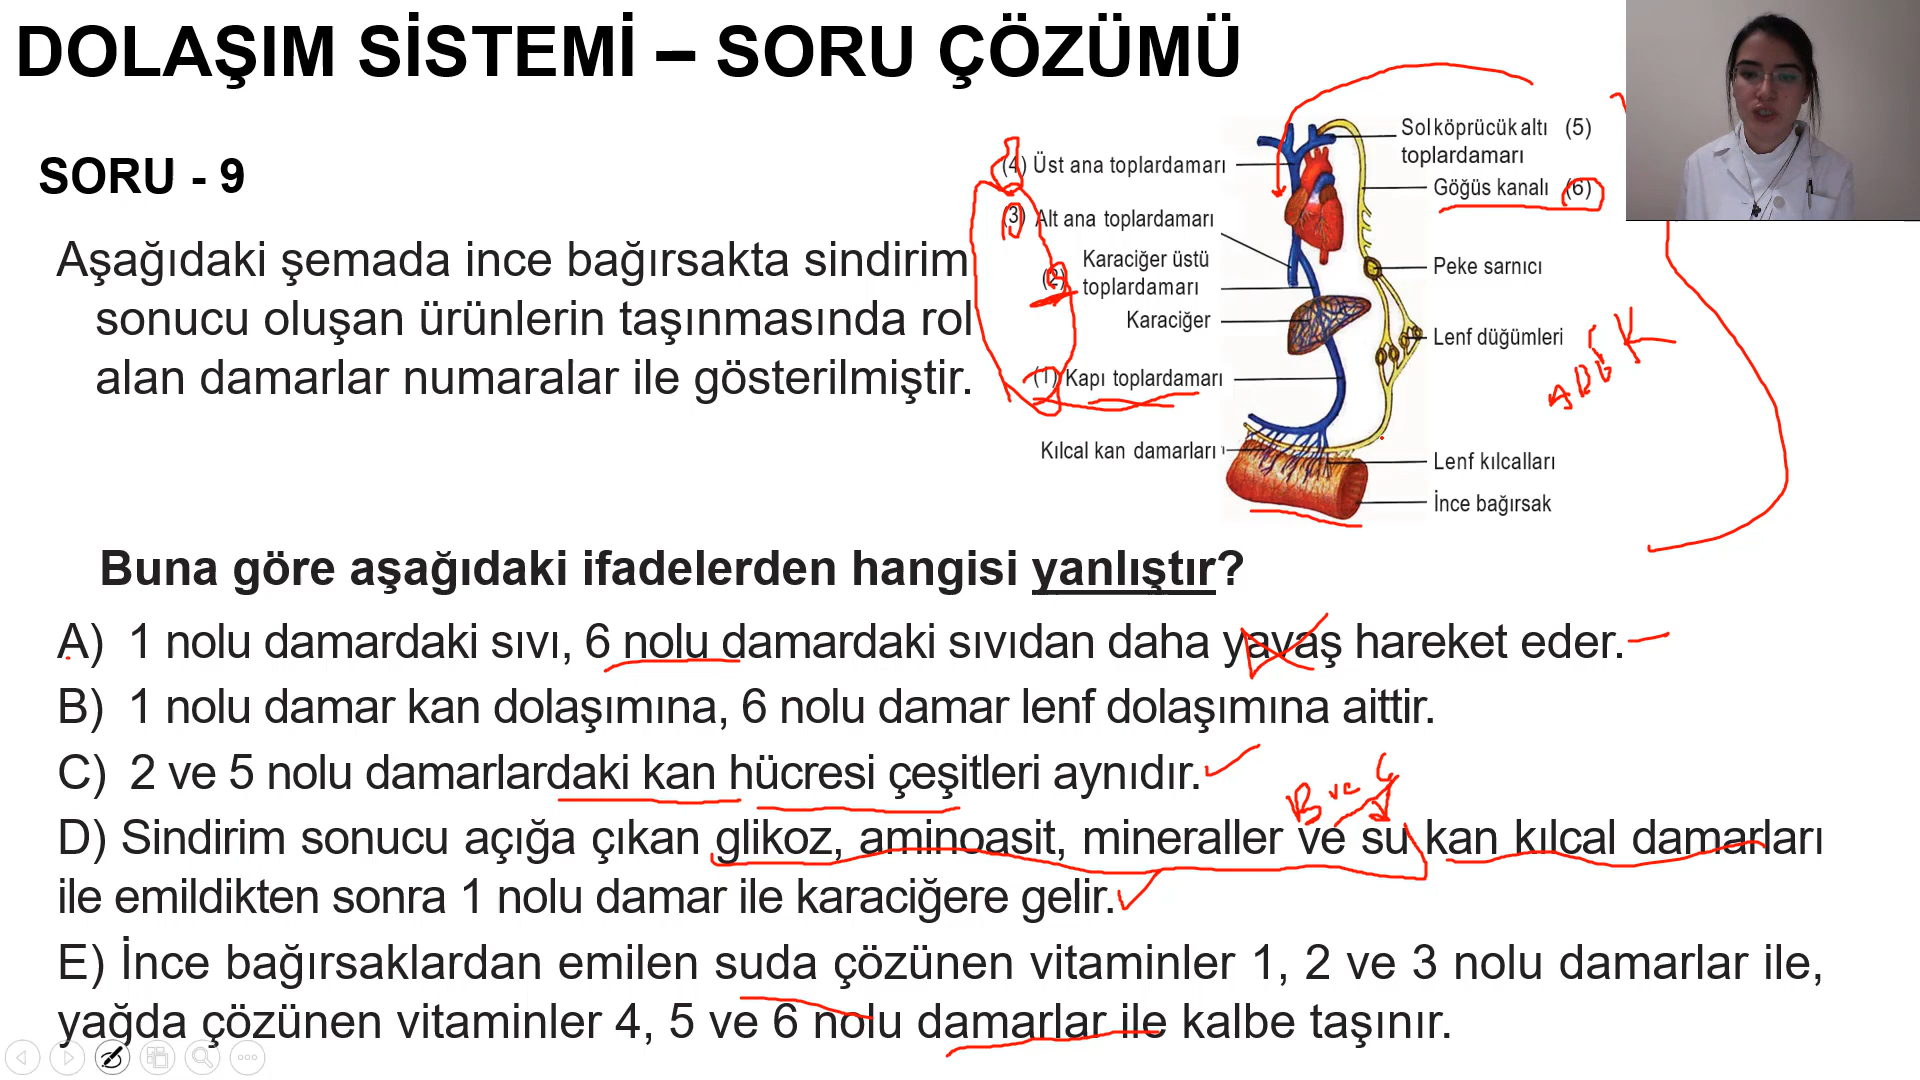 DOLAŞIM SİSTEMİ – SORU ÇÖZÜMÜ
SORU - 9
Aşağıdaki şemada ince bağırsakta sindirim
sonucu oluşan ürünlerin taşınmasında rol
alan damarlar numaralar ile gösterilmiştir.
(4) Üst ana toplardamarı
(3) Alt ana toplardamarı
Karaciğer üstü
(2) toplardamarı
Karaciğer
(1) Kapı toplardamarı
Kılcal kan damarları
Sol köprücük altı (5)
toplardamarı
Göğüs kanalı (6)
Peke sarnıcı
Lenf düğümleri
Lenf kılcalları
İnce bağırsak
Buna göre aşağıdaki ifadelerden hangisi yanlıştır?
A) 1 nolu damardaki sıvı, 6 nolu damardaki sıvıdan daha yavaş hareket eder.
B) 1 nolu damar kan dolaşımına, 6 nolu damar lenf dolaşımına aittir.
C) 2 ve 5 nolu damarlardaki kan hücresi çeşitleri aynıdır.
B ve C
D) Sindirim sonucu açığa çıkan glikoz, aminoasit, mineraller ve su kan kılcal damarları
ile emildikten sonra 1 nolu damar ile karaciğere gelir.
E) İnce bağırsaklardan emilen suda çözünen vitaminler 1, 2 ve 3 nolu damarlar ile,
yağda çözünen vitaminler 4, 5 ve 6 nolu damarlar ile kalbe taşınır.